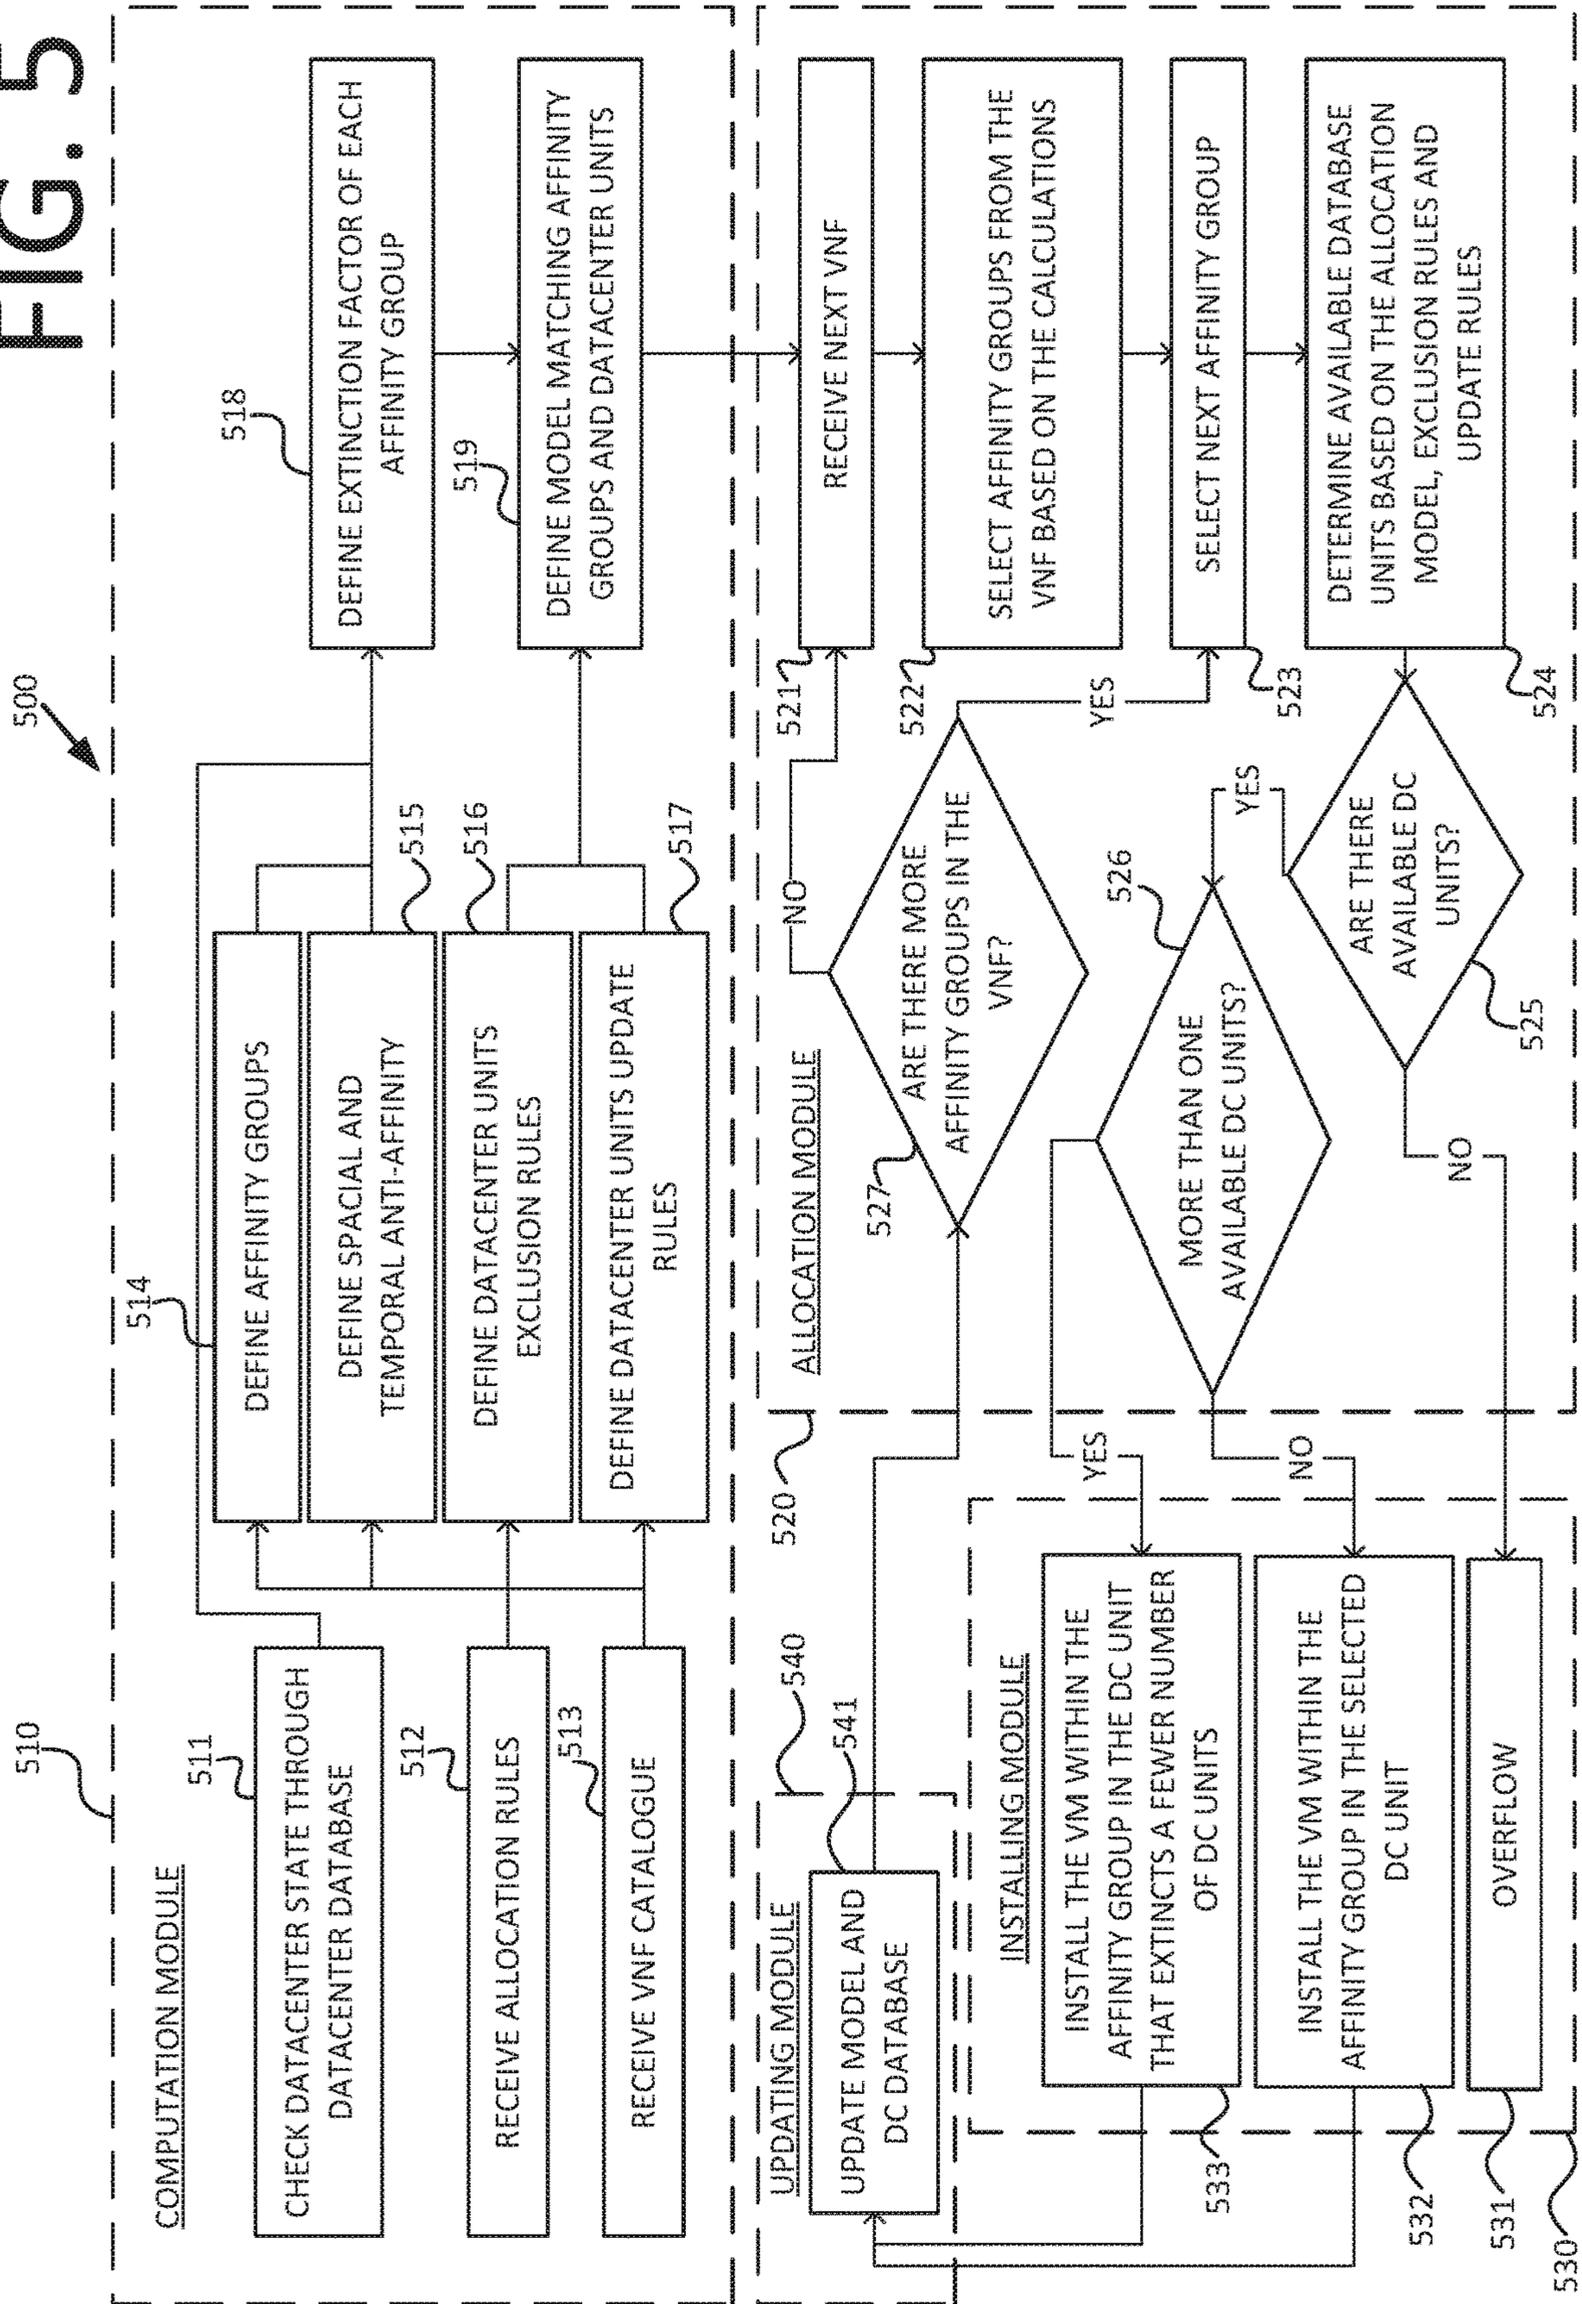 FIG. 5
500
510
COMPUTATION MODULE
511
CHECK DATACENTER STATE THROUGH
DATACENTER DATABASE
512
RECEIVE ALLOCATION RULES
513
RECEIVE VNF CATALOGUE
514
DEFINE AFFINITY GROUPS
DEFINE SPACIAL AND
TEMPORAL ANTI-AFFINITY
515
DEFINE DATACENTER UNITS
EXCLUSION RULES
516
DEFINE DATACENTER UNITS UPDATE
RULES
517
518
DEFINE EXTINCTION FACTOR OF EACH
AFFINITY GROUP
519
DEFINE MODEL MATCHING AFFINITY
GROUPS AND DATACENTER UNITS
UPDATING MODULE
540
541
UPDATE MODEL AND
DC DATABASE
INSTALLING MODULE
INSTALL THE VM WITHIN THE
AFFINITY GROUP IN THE DC UNIT
THAT EXTINCTS A FEWER NUMBER
OF DC UNITS
533
INSTALL THE VM WITHIN THE
AFFINITY GROUP IN THE SELECTED
DC UNIT
532
OVERFLOW
531
530
520
ALLOCATION MODULE
527
ARE THERE MORE
AFFINITY GROUPS IN THE
VNF?
NO
YES
526
MORE THAN ONE
AVAILABLE DC UNITS?
YES
NO
525
ARE THERE
AVAILABLE DC
UNITS?
YES
NO
521
RECEIVE NEXT VNF
522
SELECT AFFINITY GROUPS FROM THE
VNF BASED ON THE CALCULATIONS
SELECT NEXT AFFINITY GROUP
523
DETERMINE AVAILABLE DATABASE
UNITS BASED ON THE ALLOCATION
MODEL, EXCLUSION RULES AND
UPDATE RULES
524